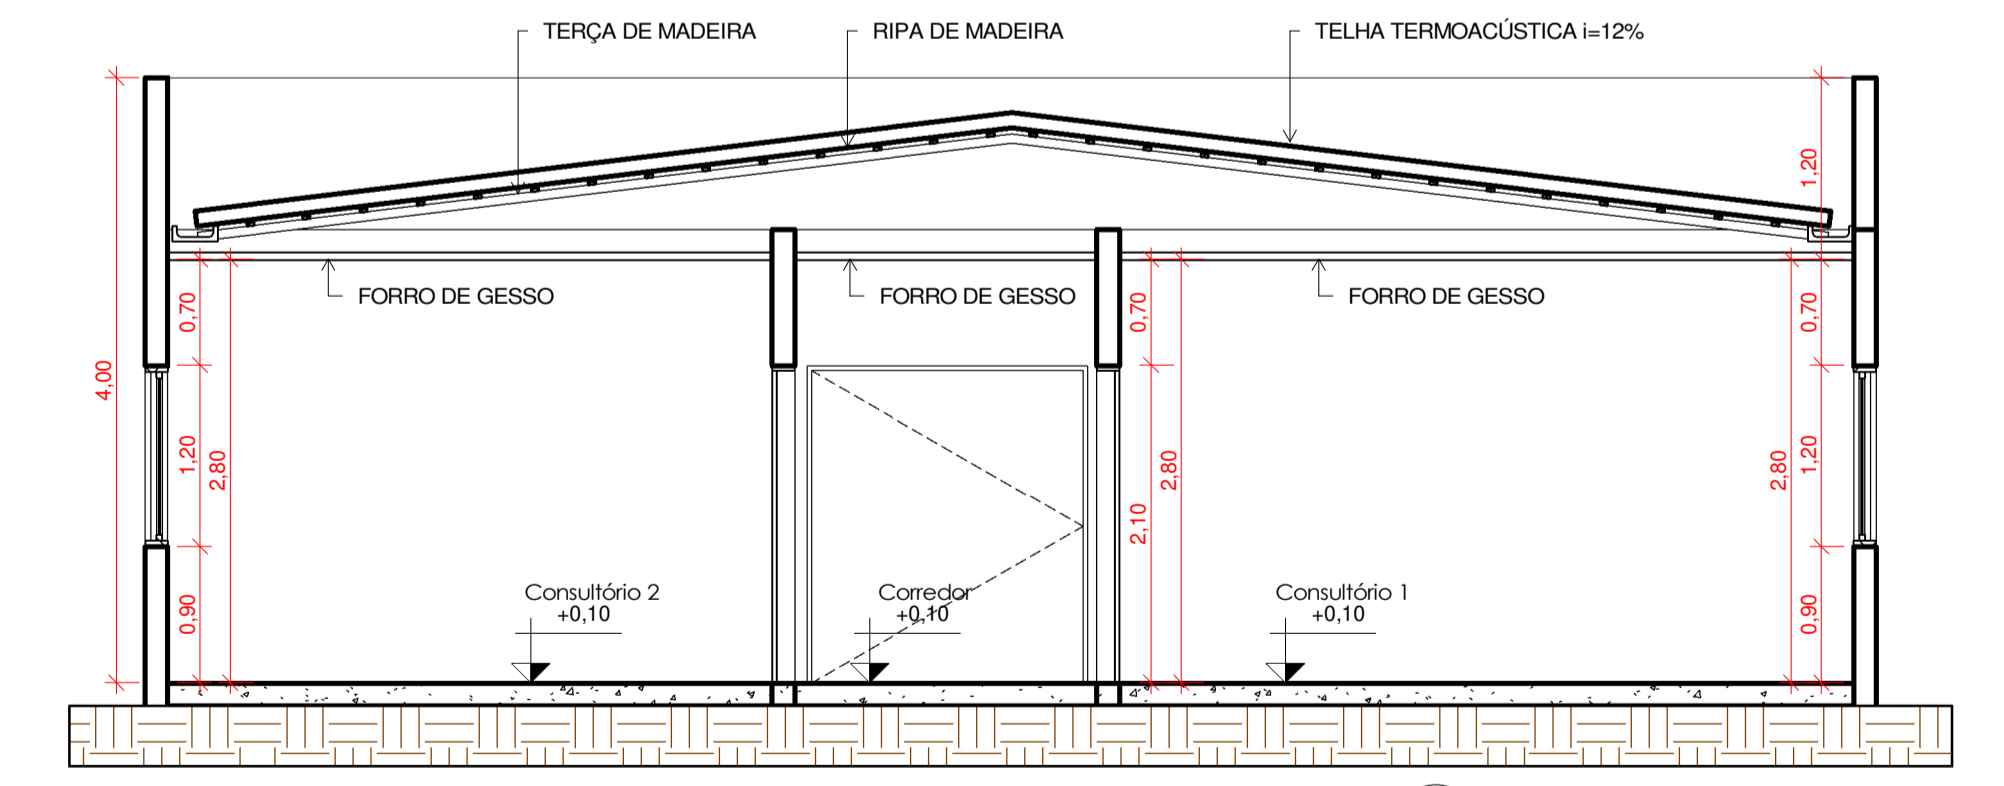 TERÇA DE MADEIRA
RIPA DE MADEIRA
TELHA TERMOACÚSTICA i=12%
1,20
FORRO DE GESSO
FORRO DE GESSO
FORRO DE GESSO
0,70
0,70
0,70
4,00
1,20
2,80
2,80
2,10
2,80
1,20
Consultório 2
+0,10
Corredor
+0,10
Consultório 1
+0,10
0,90
0,90